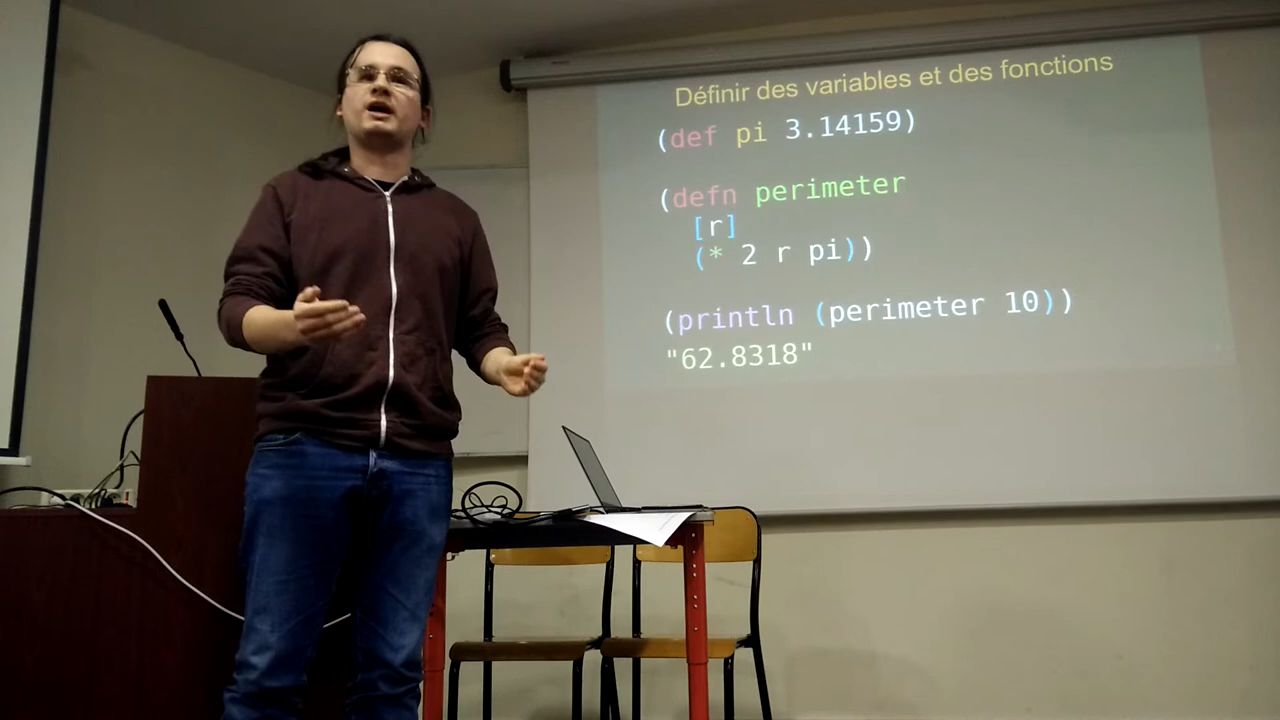 Définir des variables et des fonctions
(def pi 3.14159)
(defn perimeter
[r]
(* 2 r pi))
(println (perimeter 10))
"62.8318"